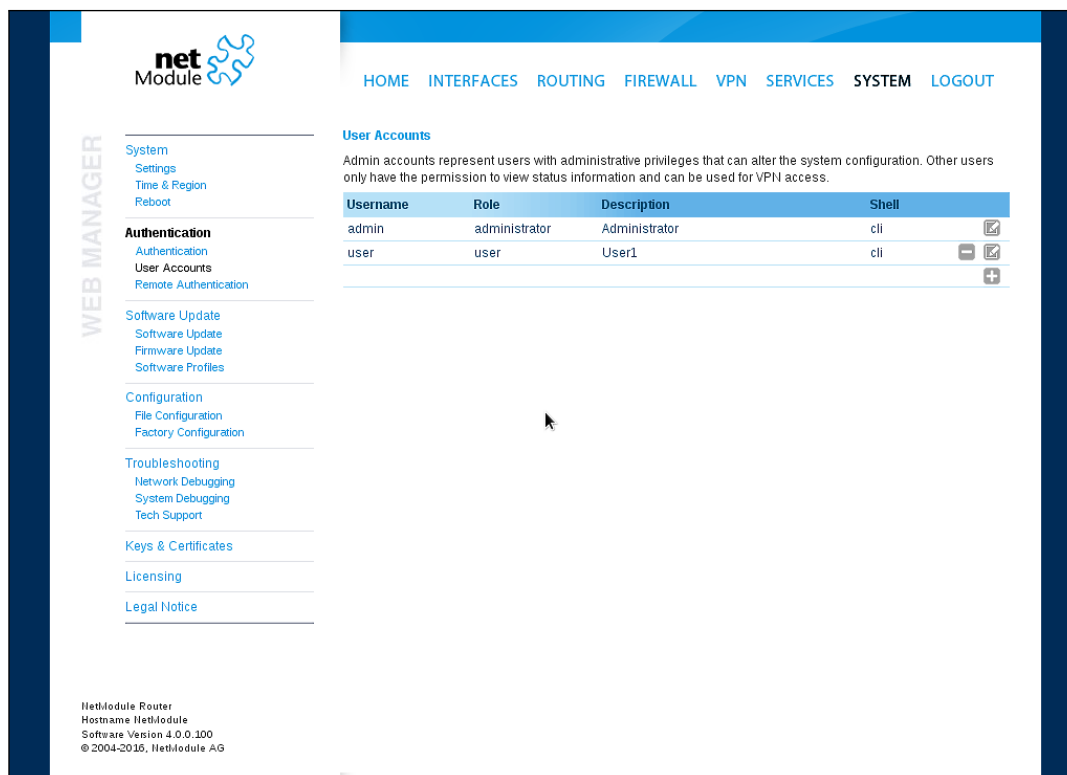 net
Module
HOME INTERFACES ROUTING FIREWALL VPN SERVICES SYSTEM LOGOUT
WEB MANAGER
System
Settings
Time & Region
Reboot
Authentication
Authentication
User Accounts
Remote Authentication
Software Update
Software Update
Firmware Update
Software Profiles
Configuration
File Configuration
Factory Configuration
Troubleshooting
Network Debugging
System Debugging
Tech Support
Keys & Certificates
Licensing
Legal Notice
User Accounts
Admin accounts represent users with administrative privileges that can alter the system configuration. Other users
only have the permission to view status information and can be used for VPN access.
Username Role Description Shell
admin administrator Administrator cli
user user User1 cli
NetModule Router
Hostname NetModule
Software Version 4.0.0.100
© 2004-2016, NetModule AG